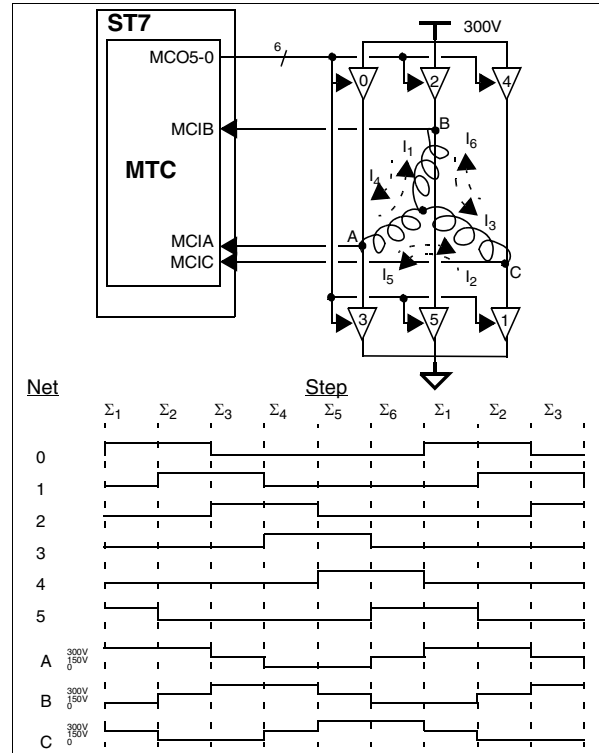 ST7
300V
MCO5-0
6
0 2 4
B
MCIB
I1 I6
MTC
I4
I3
A
MCIA
MCIC
I5 I2 C
3 5 1
Net Step
Σ1 Σ2 Σ3 Σ4 Σ5 Σ6 Σ1 Σ2 Σ3
0
1
2
3
4
5
A 300V 150V 0
B 300V 150V 0
C 300V 150V 0